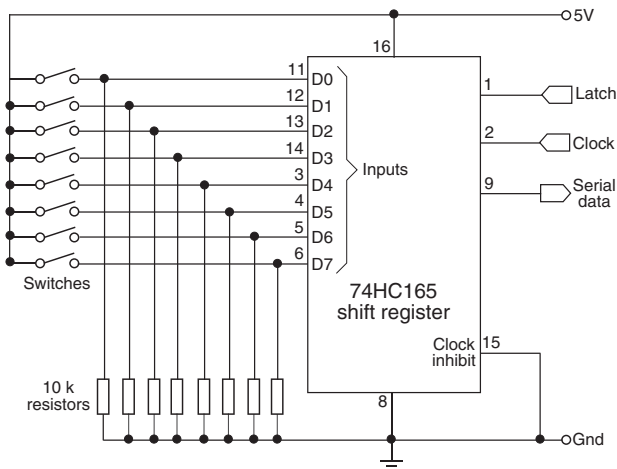 5V
16
11 D0
12 D1
13 D2
14 D3
3 D4
4 D5
5 D6
6 D7
Inputs
1 Latch
2 Clock
9 Serial
data
Switches
74HC165
shift register
Clock
inhibit
15
10 k
resistors
8
Gnd